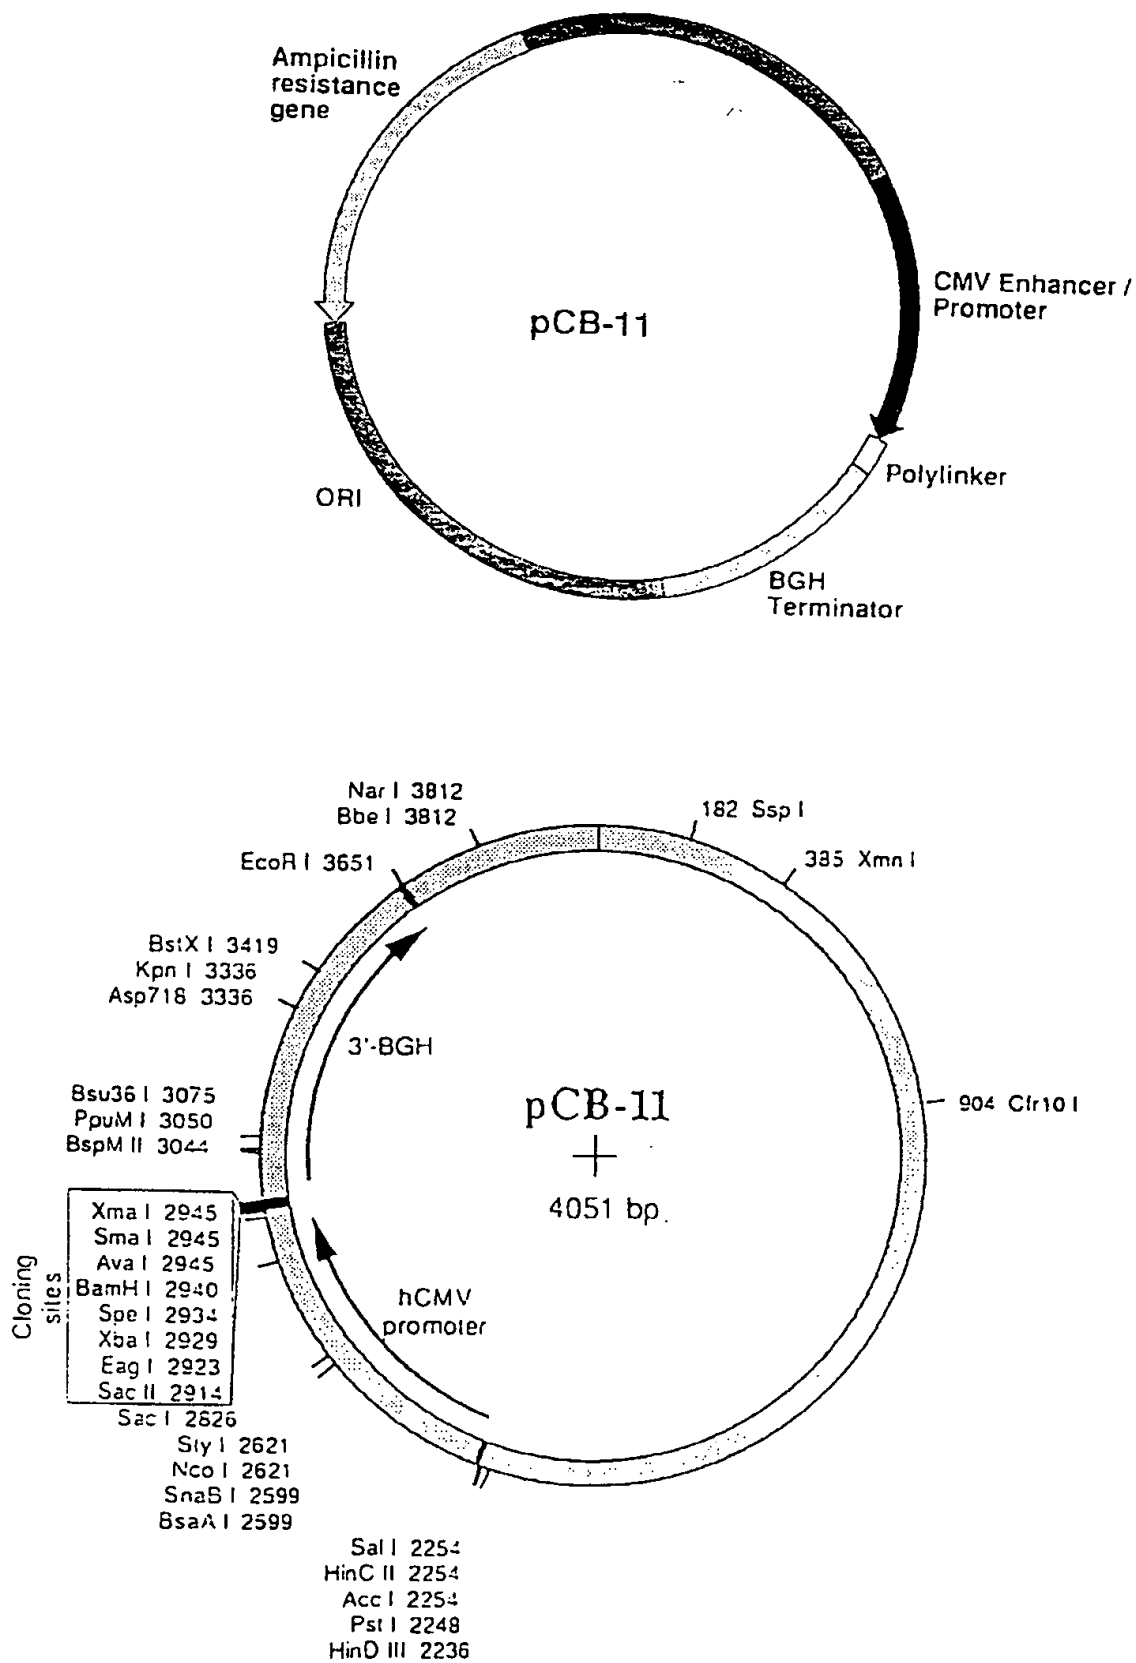 Ampicillin
resistance
gene
CMV Enhancer /
Promoter
pCB-11
Polylinker
ORI
BGH
Terminator
Nar I 3812
Bbe I 3812
182 Ssp I
EcoR I 3651
385 Xmn I
BstX I 3419
Kpn I 3336
Asp718 3336
3'-BGH
Bsu36 I 3075
PpuM I 3050
BspM II 3044
pCB-11
904 Cfr10 I
4051 bp.
Cloning
sites
Xma I 2945
Sma I 2945
Ava I 2945
BamH I 2940
Spe I 2934
Xba I 2929
Eag I 2923
Sac II 2914
hCMV
promoter
Sac I 2826
Sty I 2621
Nco I 2621
SnaB I 2599
BsaA I 2599
Sal I 2254
HinC II 2254
Acc I 2254
Pst I 2248
HinD III 2236